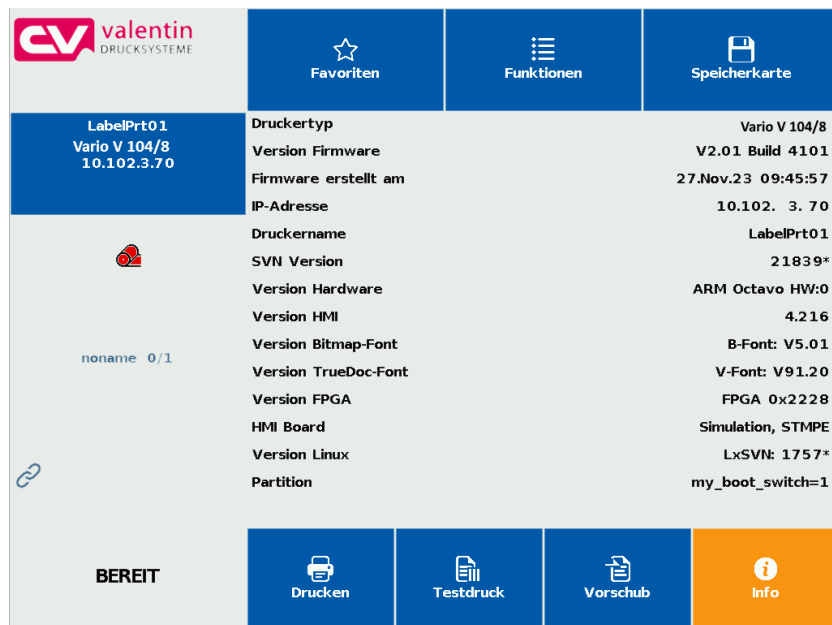 CV valentin
DRUCKSYSTEME
Favoriten
Funktionen
Speicherkarte
LabelPrt01
Vario V 104/8
10.102.3.70
Druckertyp Vario V 104/8
Version Firmware V2.01 Build 4101
Firmware erstellt am 27.Nov.23 09:45:57
IP-Adresse 10.102. 3. 70
Druckername LabelPrt01
SVN Version 21839*
Version Hardware ARM Octavo HW:0
Version HMI 4.216
Version Bitmap-Font B-Font: V5.01
Version TrueDoc-Font V-Font: V91.20
Version FPGA FPGA 0x2228
HMI Board Simulation, STMPE
Version Linux LxSVN: 1757*
Partition my_boot_switch=1
noname 0/1
BEREIT
Drucken
Testdruck
Vorschub
Info